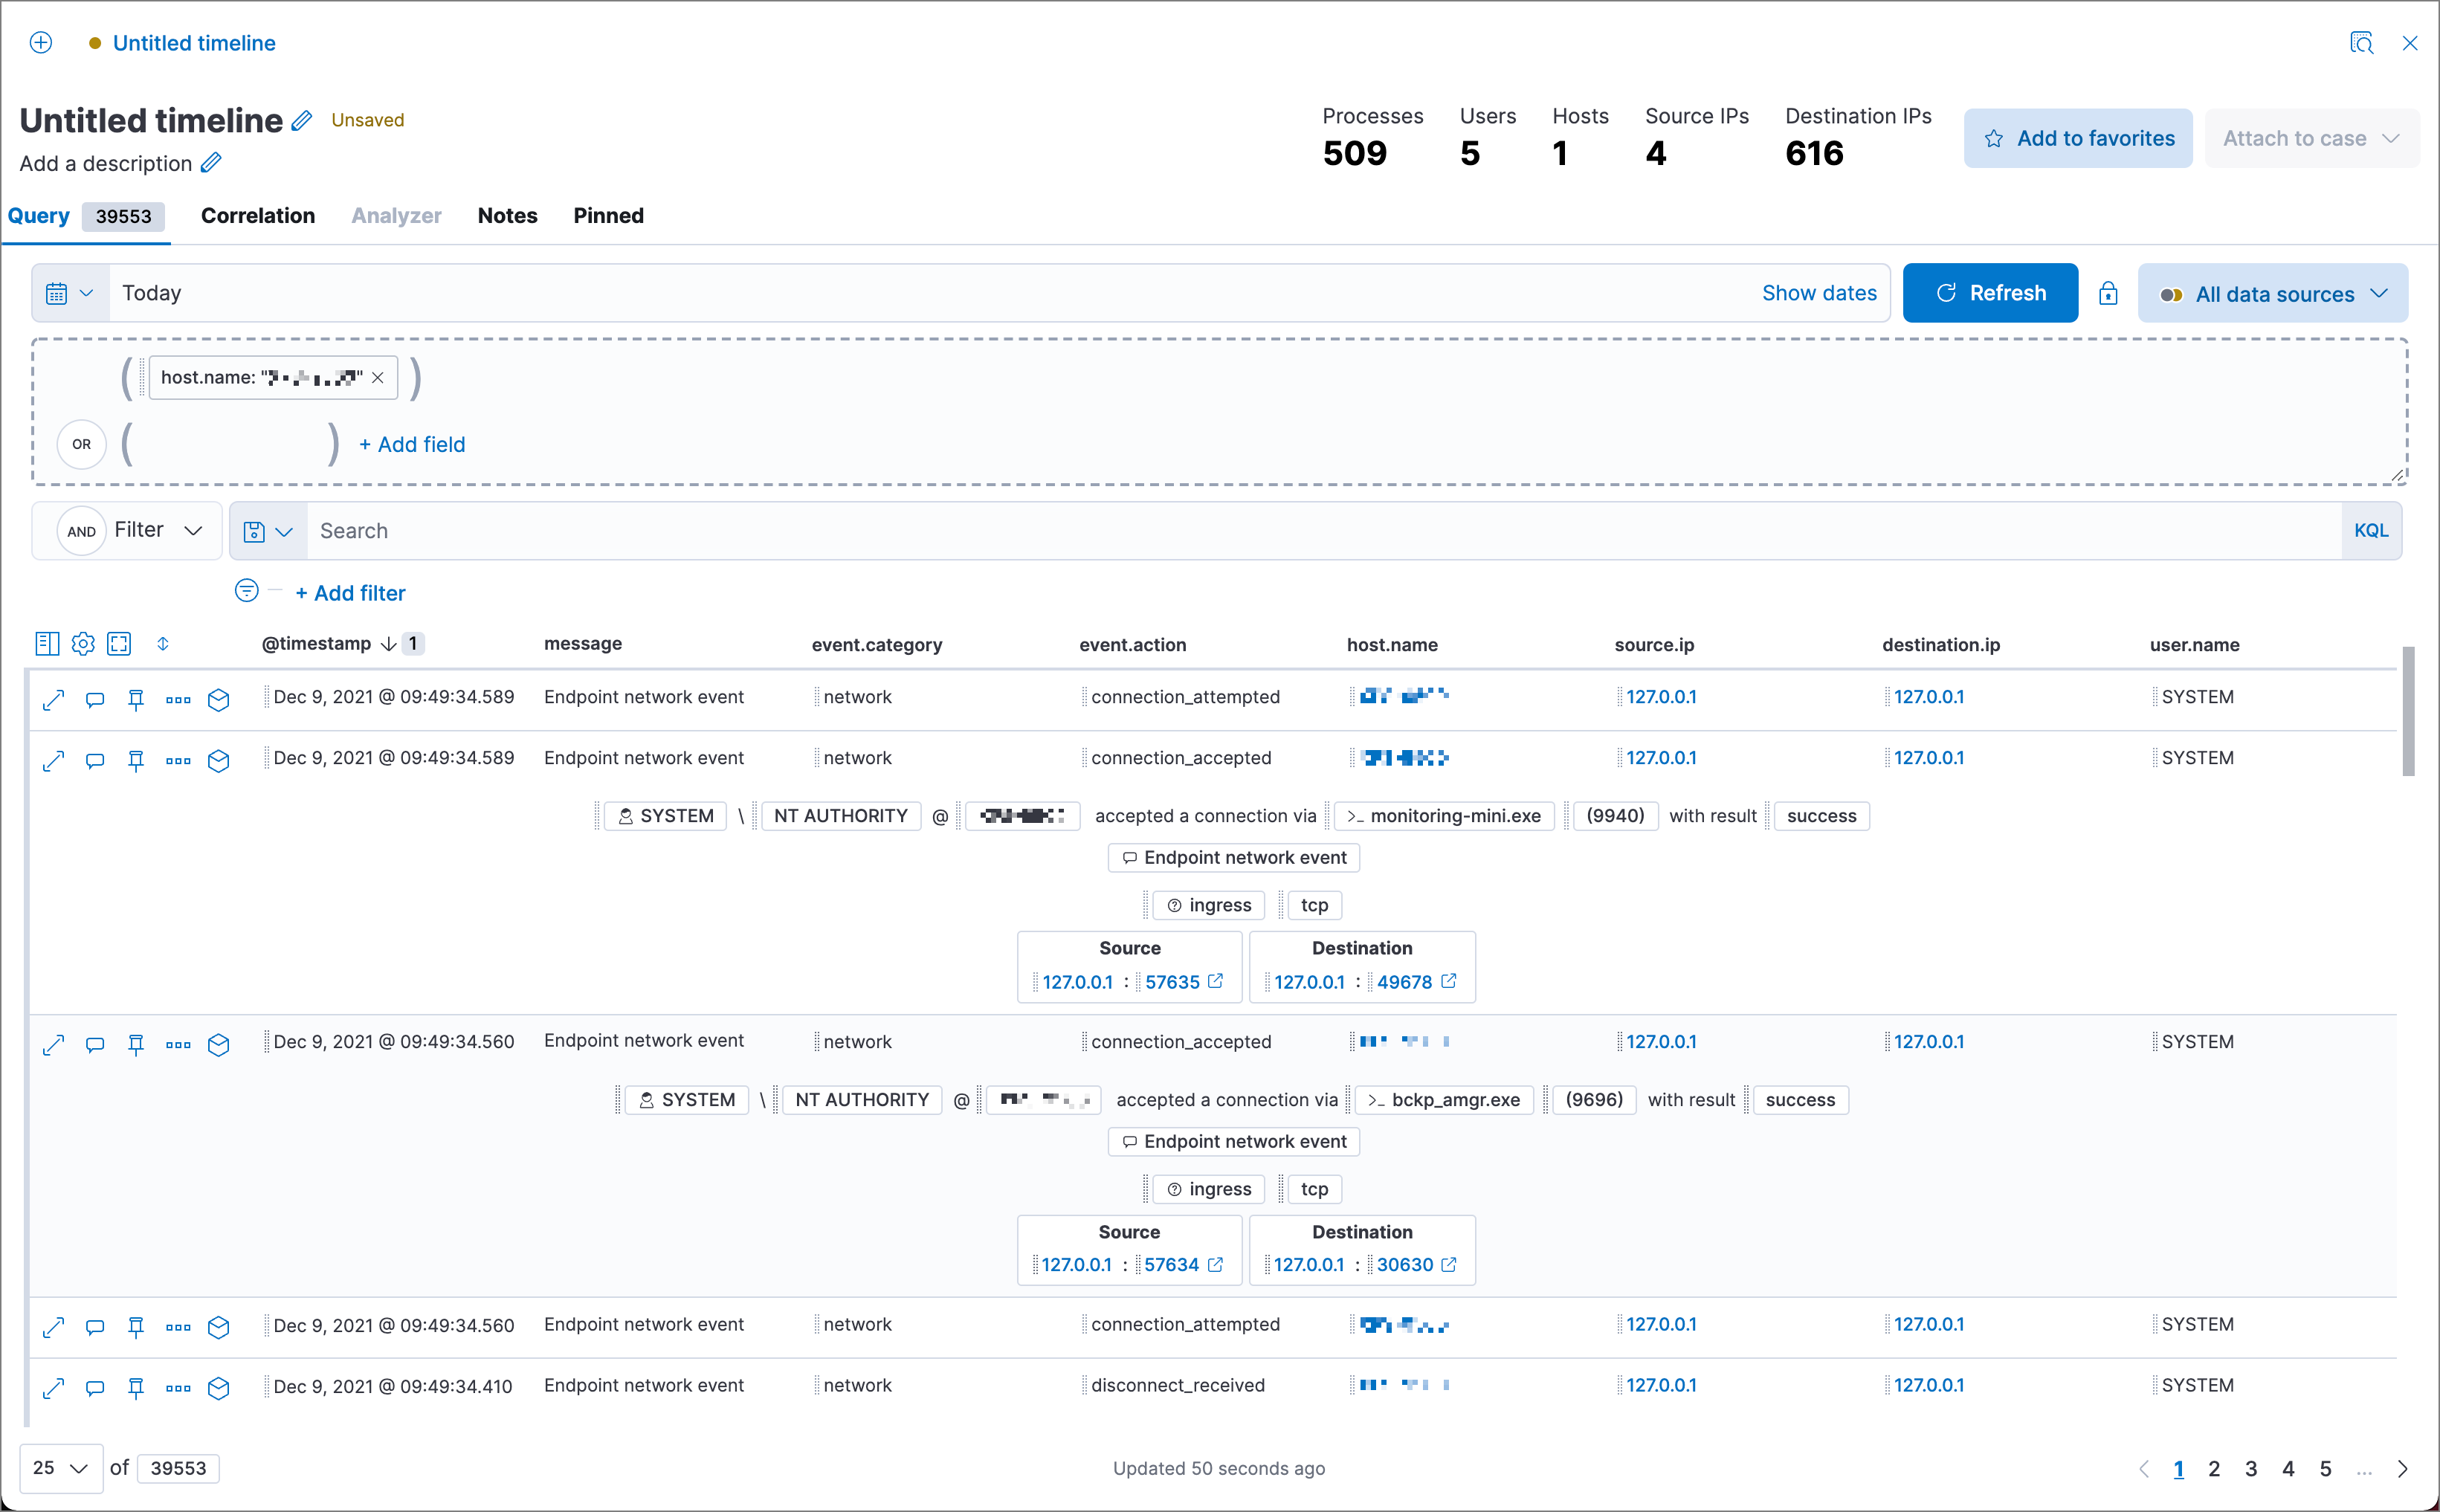 Untitled timeline
Untitled timeline Unsaved
Add a description
Processes Users Hosts Source IPs Destination IPs
509 5 1 4 616
Add to favorites Attach to case
Query 39553 Correlation Analyzer Notes Pinned
Today Show dates Refresh All data sources
( host.name: " " )
OR ( ) + Add field
AND Filter Search KQL
+ Add filter
@timestamp 1 message event.category event.action host.name source.ip destination.ip user.name
Dec 9, 2021 @ 09:49:34.589 Endpoint network event network connection_attempted 127.0.0.1 127.0.0.1 SYSTEM
Dec 9, 2021 @ 09:49:34.589 Endpoint network event network connection_accepted 127.0.0.1 127.0.0.1 SYSTEM
SYSTEM \ NT AUTHORITY @ accepted a connection via >_ monitoring-mini.exe (9940) with result success
Endpoint network event
ingress tcp
Source Destination
127.0.0.1 : 57635 127.0.0.1 : 49678
Dec 9, 2021 @ 09:49:34.560 Endpoint network event network connection_accepted 127.0.0.1 127.0.0.1 SYSTEM
SYSTEM \ NT AUTHORITY @ accepted a connection via >_ bckp_amgr.exe (9696) with result success
Endpoint network event
ingress tcp
Source Destination
127.0.0.1 : 57634 127.0.0.1 : 30630
Dec 9, 2021 @ 09:49:34.560 Endpoint network event network connection_attempted 127.0.0.1 127.0.0.1 SYSTEM
Dec 9, 2021 @ 09:49:34.410 Endpoint network event network disconnect_received 127.0.0.1 127.0.0.1 SYSTEM
25 of 39553 Updated 50 seconds ago 1 2 3 4 5 ...